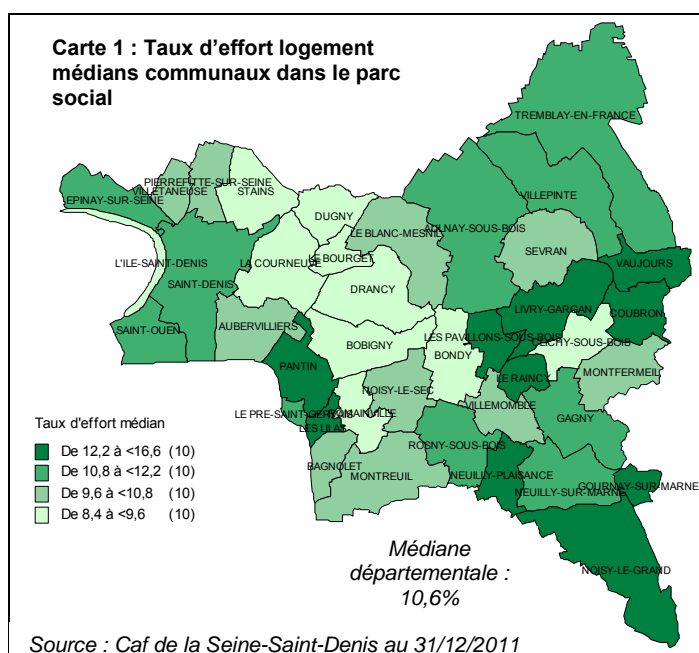 Carte 1 : Taux d'effort logement
médians communaux dans le parc
social
TREMBLAY-EN-FRANCE
PIERREFITTE-SUR-SEINE
VILLETANEUSE
STAINS
EPINAY-SUR-SEINE
VILLEPINTE
DUGNY
AULNAY-SOUS-BOIS
LE BLANC-MESNIL
SEVRAN
L'ILE-SAINT-DENIS
LE BOURGET
LA COURNEUVE
VAUJOURS
SAINT-DENIS
DRANCY
LIVRY-GARGAN
COUBRON
SAINT-OUEN
AUBERVILLIERS
LES PAVILLONS-SOUS-BOIS
BOBIGNY
BONDY
CLICHY-SOUS-BOIS
PANTIN
MONTFERMEIL
LE RAINCY
NOISY-LE-SEC
VILLEMOMBLE
LE PRE-SAINT-GERVAIS
ROMAINVILLE
GAGNY
LES LILAS
ROSNY-SOUS-BOIS
BAGNOLET
MONTREUIL
NEUILLY-PLAISANCE
GOURNAY-SUR-MARNE
NEUILLY-SUR-MARNE
NOISY-LE-GRAND
Taux d'effort médian
De 12,2 à <16,6 (10)
De 10,8 à <12,2 (10)
De 9,6 à <10,8 (10)
De 8,4 à <9,6 (10)
Médiane
départementale :
10,6%
Source : Caf de la Seine-Saint-Denis au 31/12/2011